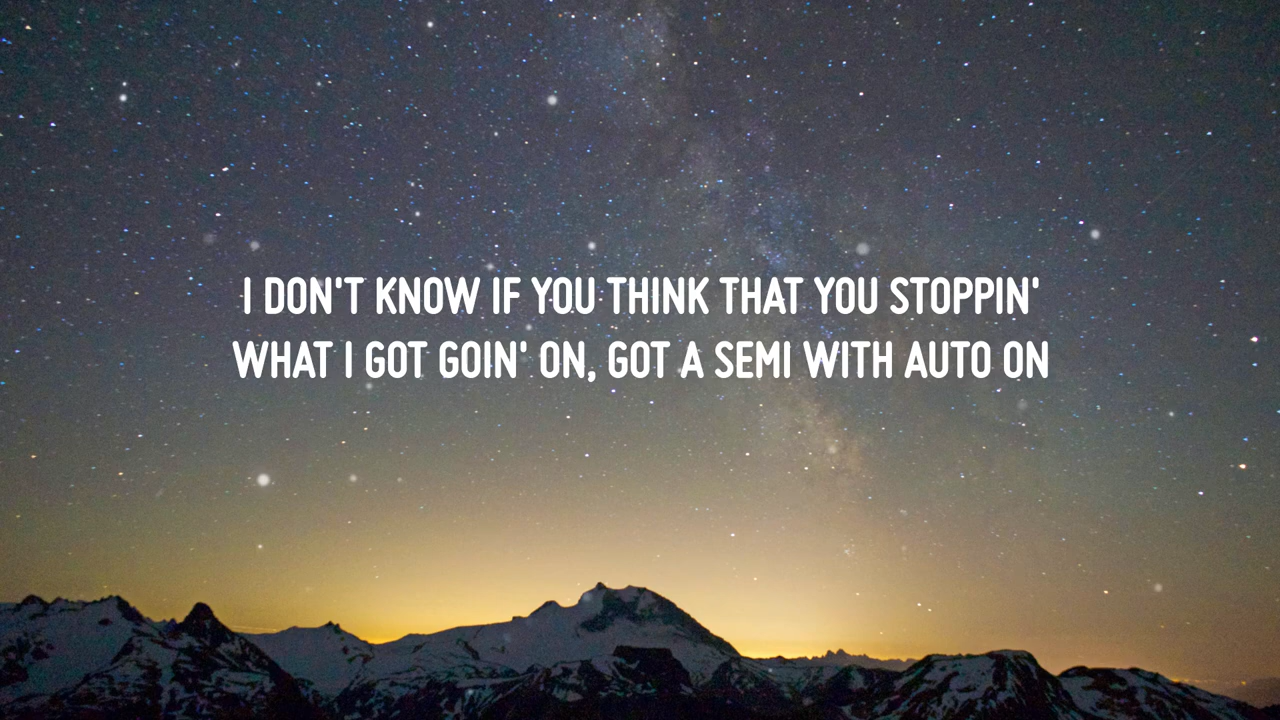 I DON'T KNOW IF YOU THINK THAT YOU STOPPIN'
WHAT I GOT GOIN' ON, GOT A SEMI WITH AUTO ON